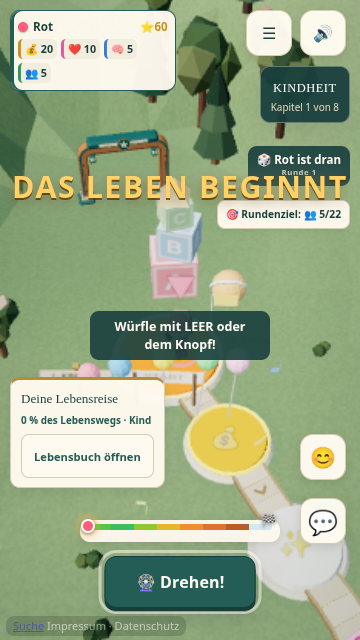 Rot ⭐60
💰 20 ❤️ 10 🧠 5
👥 5
☰ 🔊
KINDHEIT
Kapitel 1 von 8
🎲 Rot ist dran
Runde 1
DAS LEBEN BEGINNT
🎯 Rundenziel: 👥 5/22
C
B
A
Würfle mit LEER oder
dem Knopf!
Deine Lebensreise
0 % des Lebenswegs · Kind
Lebensbuch öffnen
🎡 Drehen!
Suche Impressum · Datenschutz